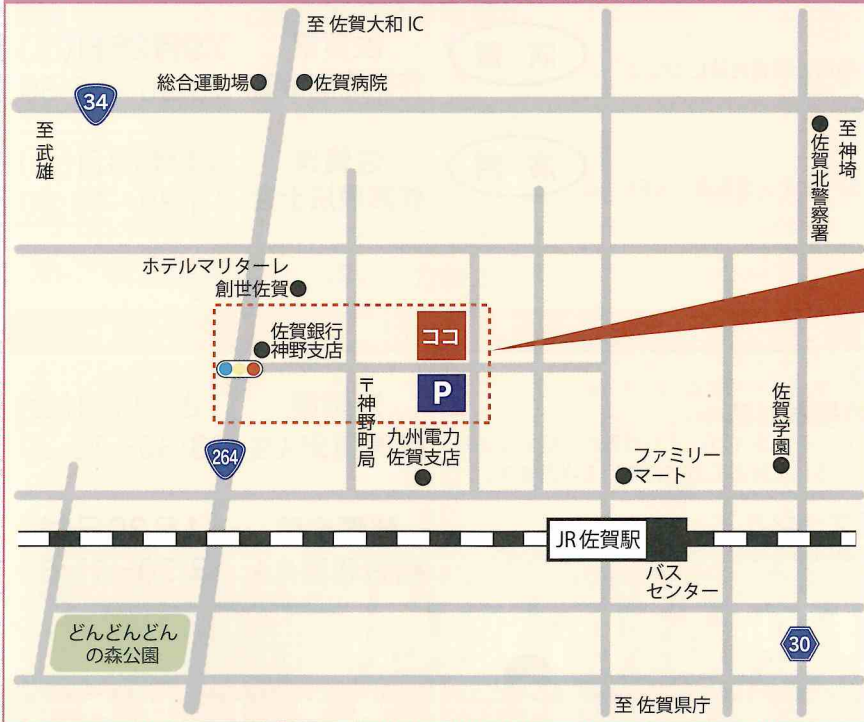 至 佐賀大和 IC
総合運動場
佐賀病院
34
至 武雄
至 神埼
佐賀北警察署
ホテルマリターレ
創世佐賀
佐賀銀行
神野支店
ココ
P
〒神野町局
九州電力
佐賀支店
264
ファミリー
マート
佐賀学園
JR 佐賀駅
バス
センター
どんどんどん
の森公園
30
至 佐賀県庁